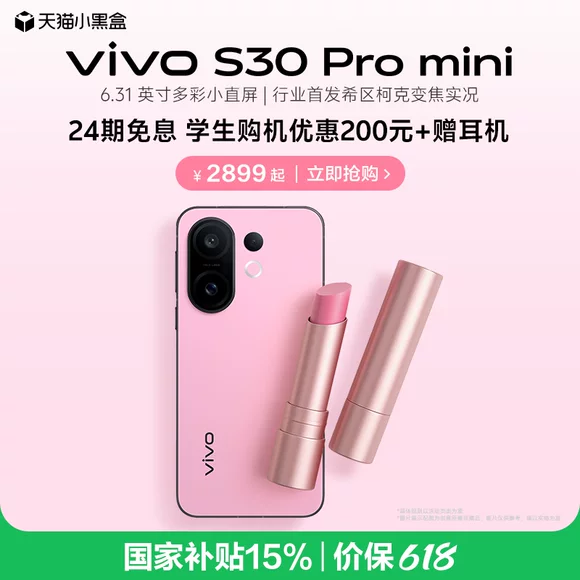 天猫小黑盒
vivo S30 Pro mini
6.31 英寸多彩小直屏 | 行业首发希区柯克变焦实况
24期免息 学生购机优惠200元+赠耳机
¥ 2899 起 | 立即抢购 >
vivo
国家补贴15% | 价保618